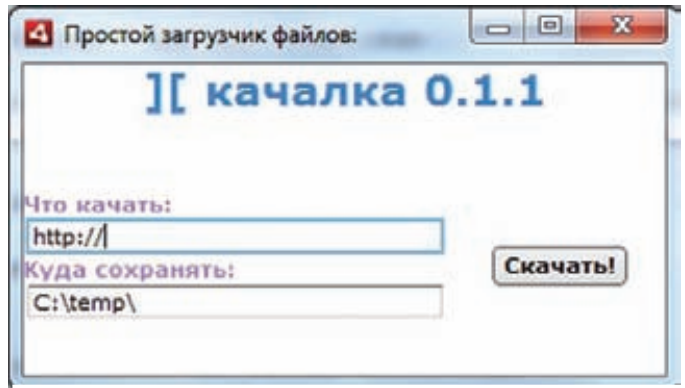 Простой загрузчик файлов:
][ качалка 0.1.1
Что качать:
http://
Куда сохранять:
C:\temp\
Скачать!